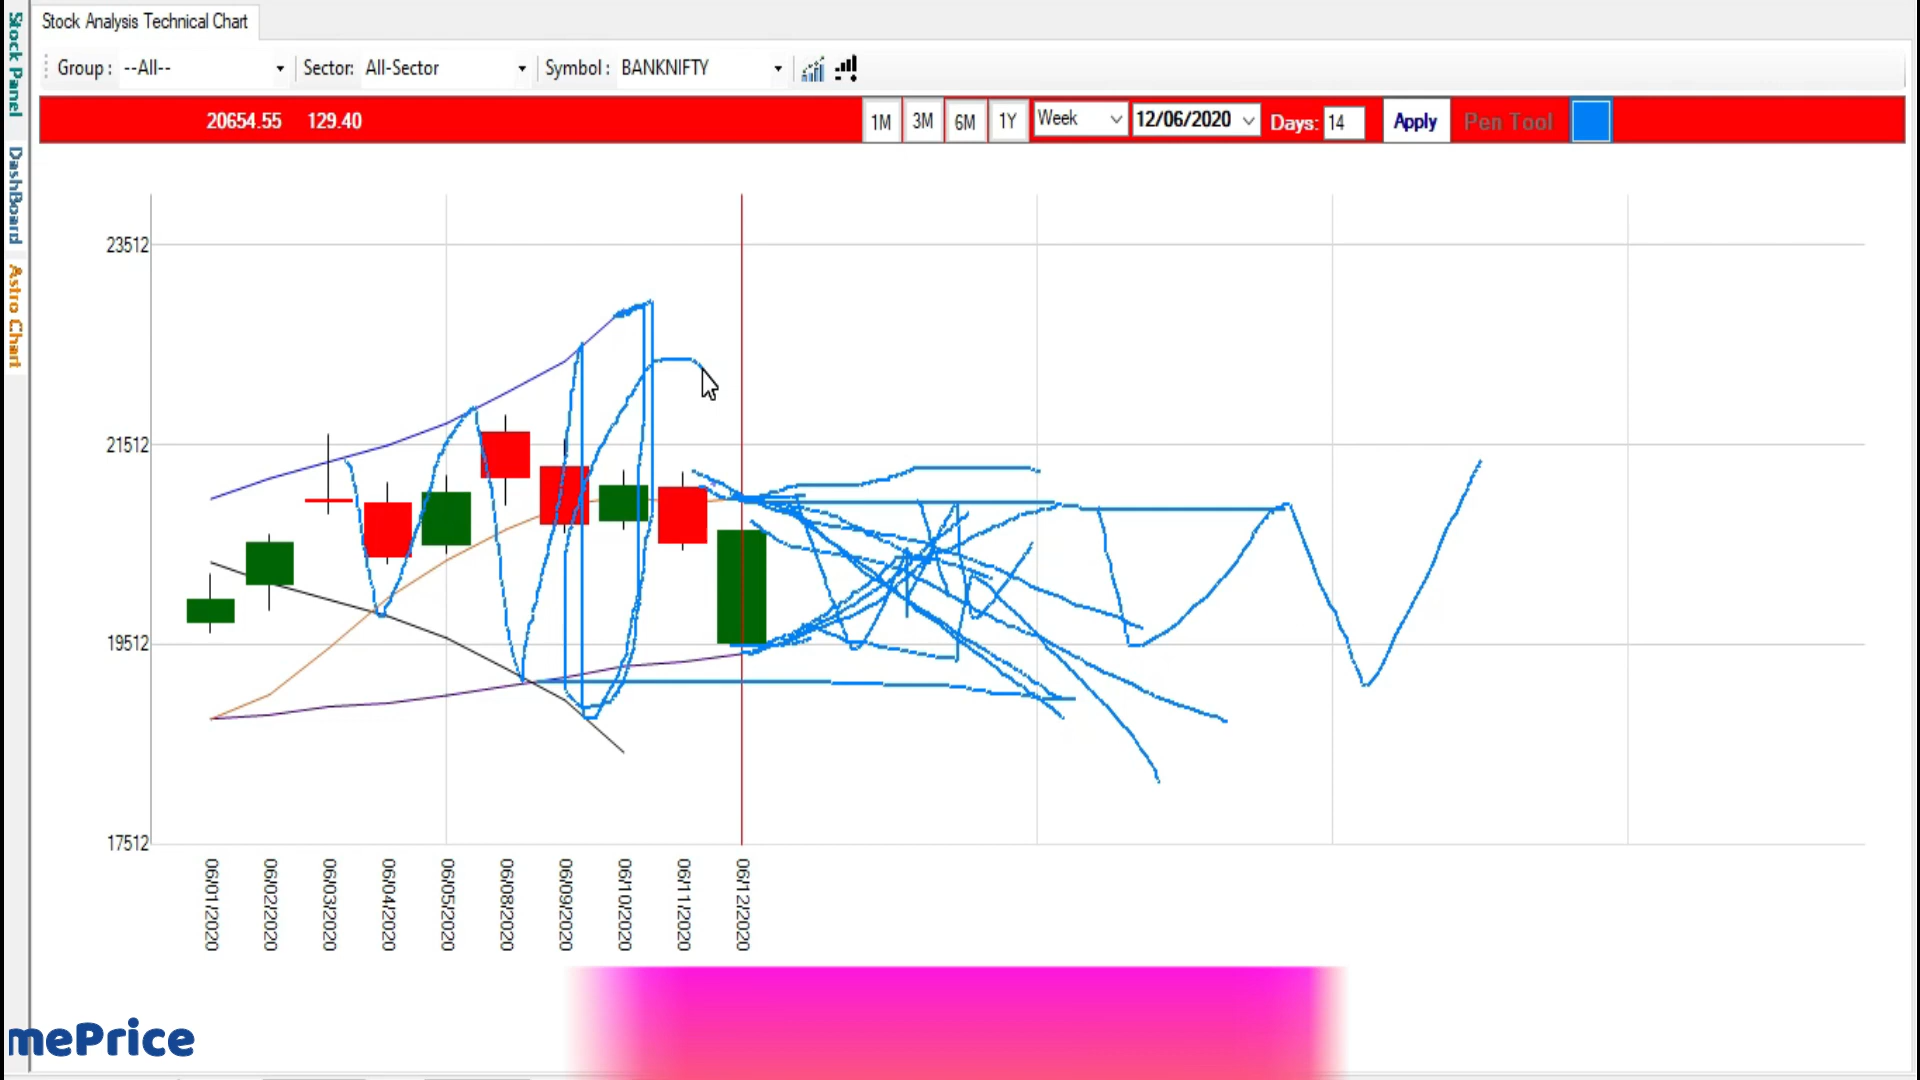 Stock Analysis Technical Chart
Stock Panel
DashBoard
Astro Chart
Group : --All-- Sector: All-Sector Symbol : BANKNIFTY
20654.55 129.40 1M 3M 6M 1Y Week 12/06/2020 Days: 14 Apply Pen Tool
23512
21512
19512
17512
06/01/2020
06/02/2020
06/03/2020
06/04/2020
06/05/2020
06/08/2020
06/09/2020
06/10/2020
06/11/2020
06/12/2020
mePrice